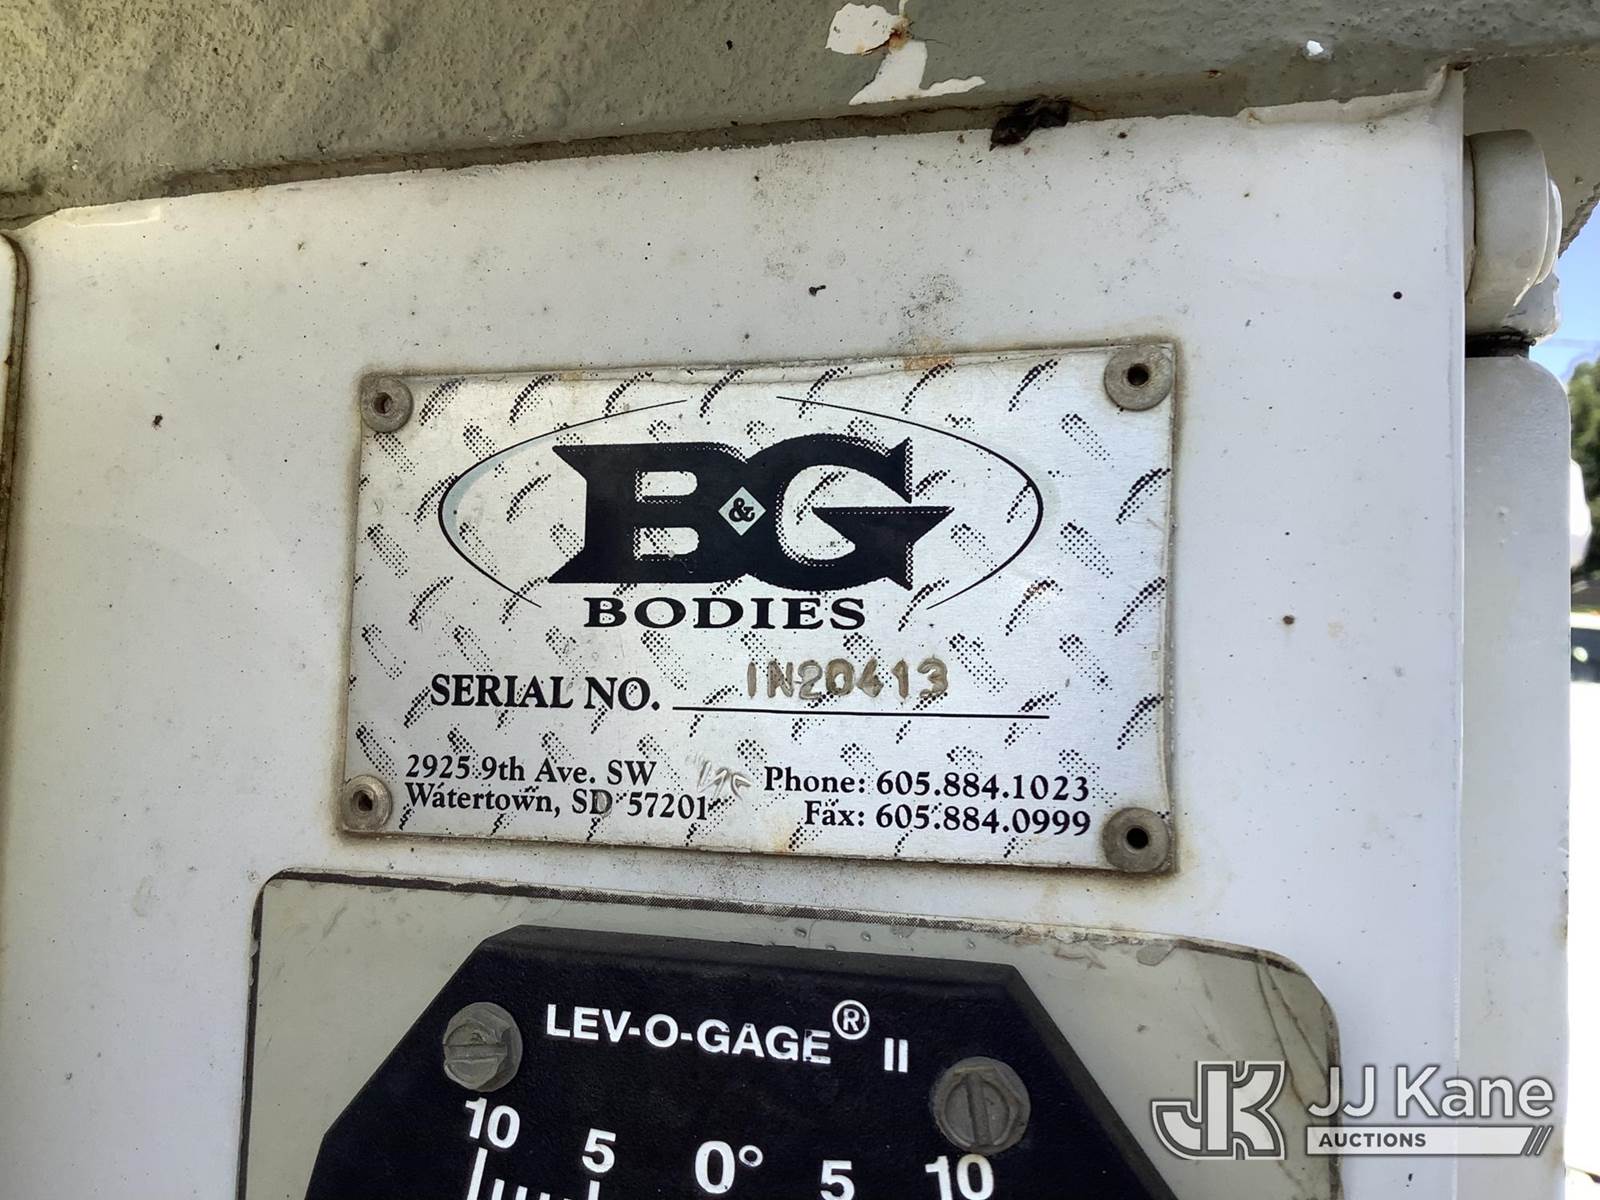 B&G
BODIES
SERIAL NO. 1N20413
2925 9th Ave. SW
Watertown, SD 57201
Phone: 605.884.1023
Fax: 605.884.0999
LEV-O-GAGE® II
10 5 0° 5 10
JK JJ Kane
AUCTIONS